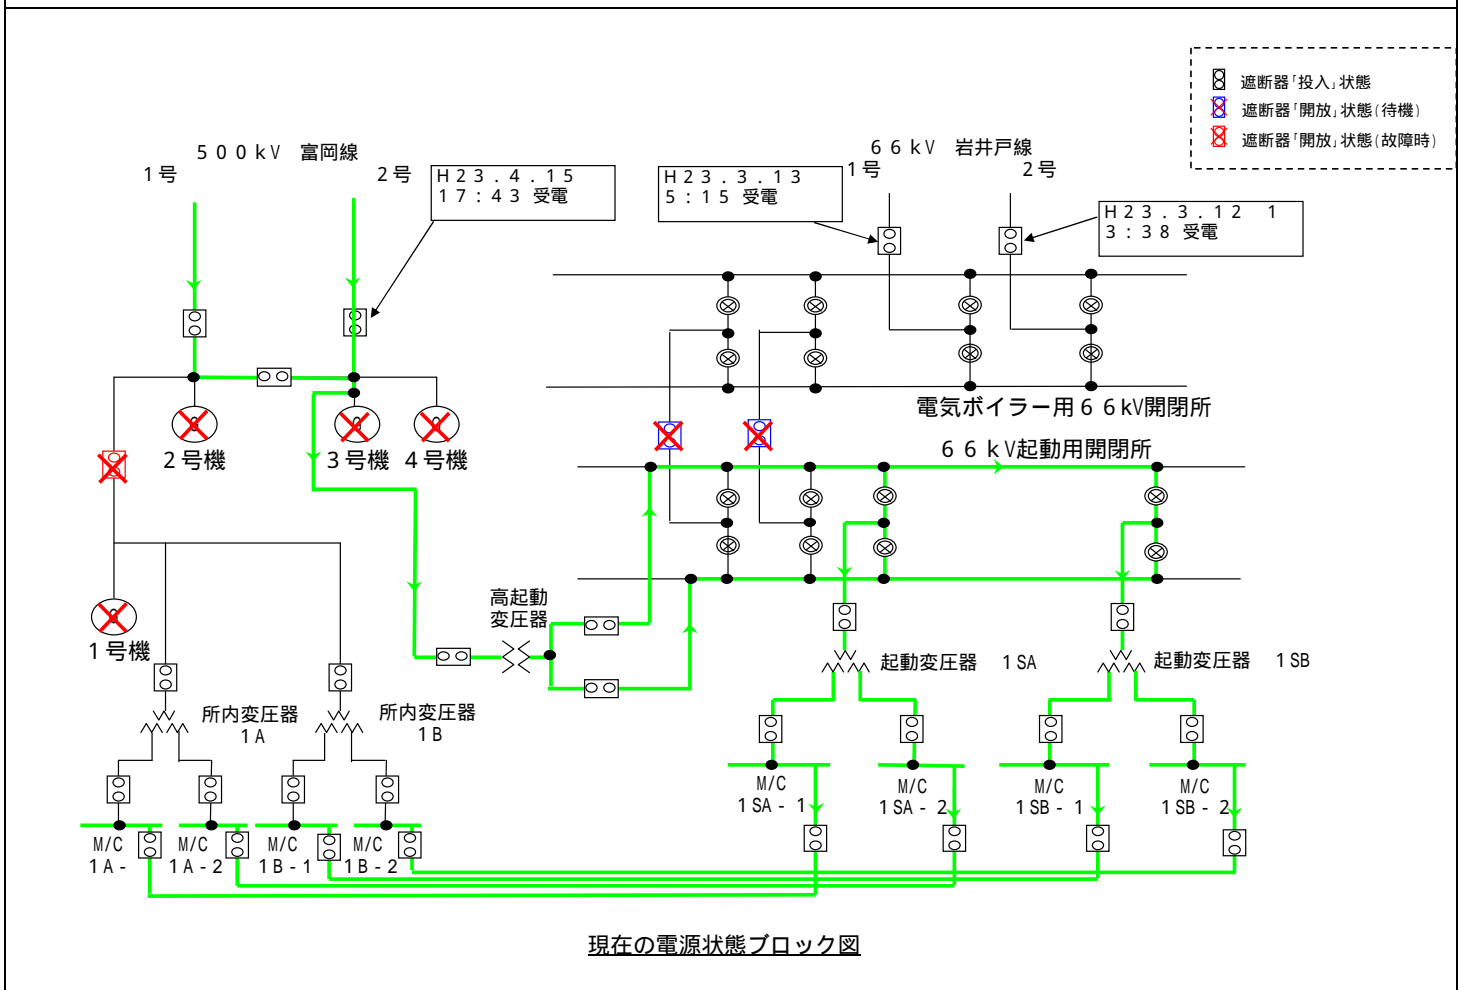 遮断器「投入」状態
遮断器「開放」状態(待機)
遮断器「開放」状態(故障時)
500kV 富岡線
1号
2号
H23.4.15
17:43 受電
66kV 岩井戸線
1号
2号
H23.3.13
5:15 受電
H23.3.12 1
3:38 受電
電気ボイラー用66kV開閉所
66kV起動用開閉所
2号機
3号機
4号機
1号機
高起動
変圧器
所内変圧器
1A
所内変圧器
1B
起動変圧器 1SA
起動変圧器 1SB
M/C
1SA-1
M/C
1SA-2
M/C
1SB-1
M/C
1SB-2
M/C
1A-
M/C
1A-2
M/C
1B-1
M/C
1B-2
現在の電源状態ブロック図